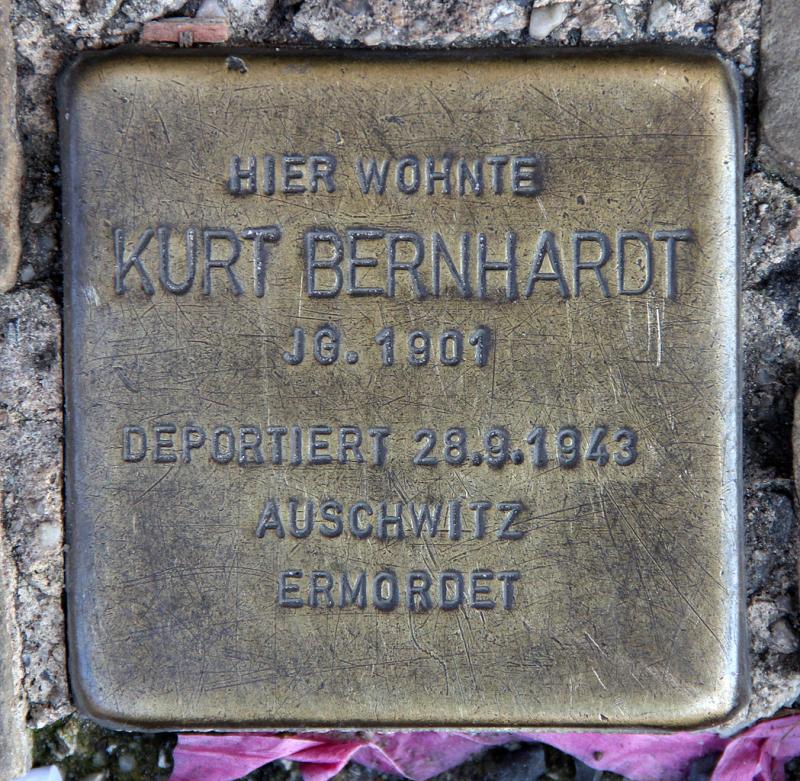 HIER WOHNTE
KURT BERNHARDT
JG. 1901
DEPORTIERT 28.9.1943
AUSCHWITZ
ERMORDET